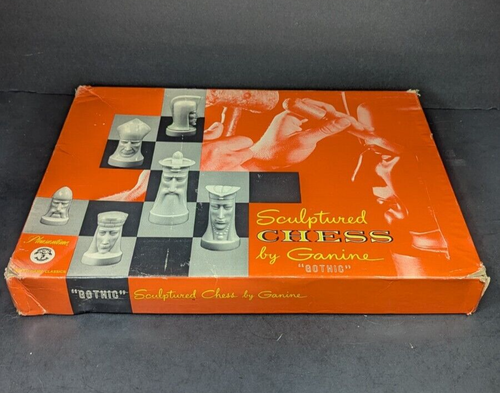 Sculptured
CHESS
by Ganine
"GOTHIC"
"GOTHIC" Sculptured Chess by Ganine